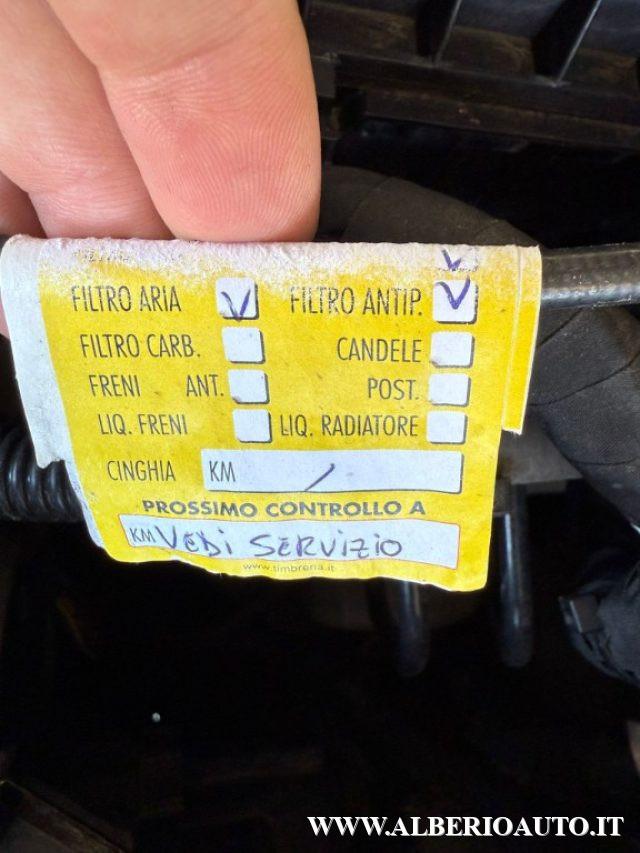 FILTRO ARIA V FILTRO ANTIP. V
FILTRO CARB. CANDELE
FRENI ANT. POST.
LIQ. FRENI LIQ. RADIATORE
CINGHIA KM /
PROSSIMO CONTROLLO A
KM VEDI SERVIZIO
www.timbreria.it
WWW.ALBERIOAUTO.IT